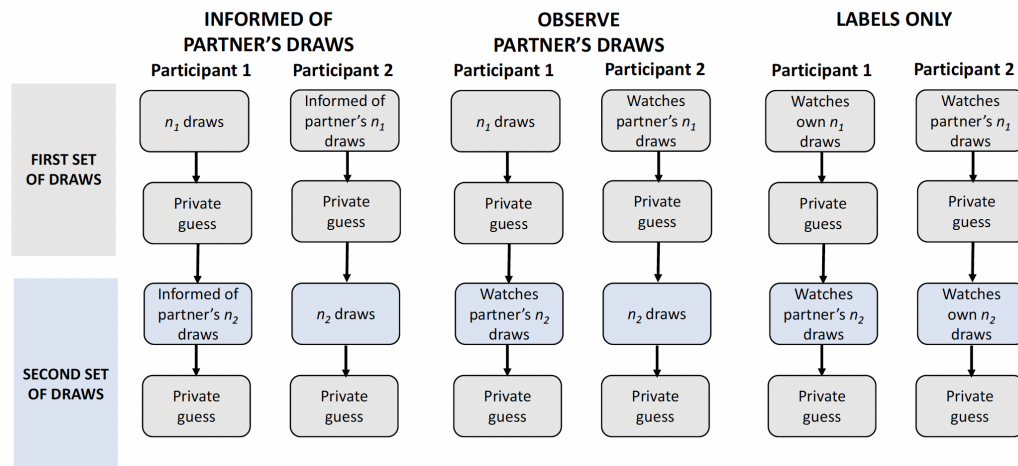 INFORMED OF
PARTNER'S DRAWS
OBSERVE
PARTNER'S DRAWS
LABELS ONLY
Participant 1
Participant 2
Participant 1
Participant 2
Participant 1
Participant 2
FIRST SET
OF DRAWS
n1 draws
Informed of
partner's n1
draws
n1 draws
Watches
partner's n1
draws
Watches
own n1
draws
Watches
partner's n1
draws
Private
guess
Private
guess
Private
guess
Private
guess
Private
guess
Private
guess
SECOND SET
OF DRAWS
Informed of
partner's n2
draws
n2 draws
Watches
partner's n2
draws
n2 draws
Watches
partner's n2
draws
Watches
own n2
draws
Private
guess
Private
guess
Private
guess
Private
guess
Private
guess
Private
guess